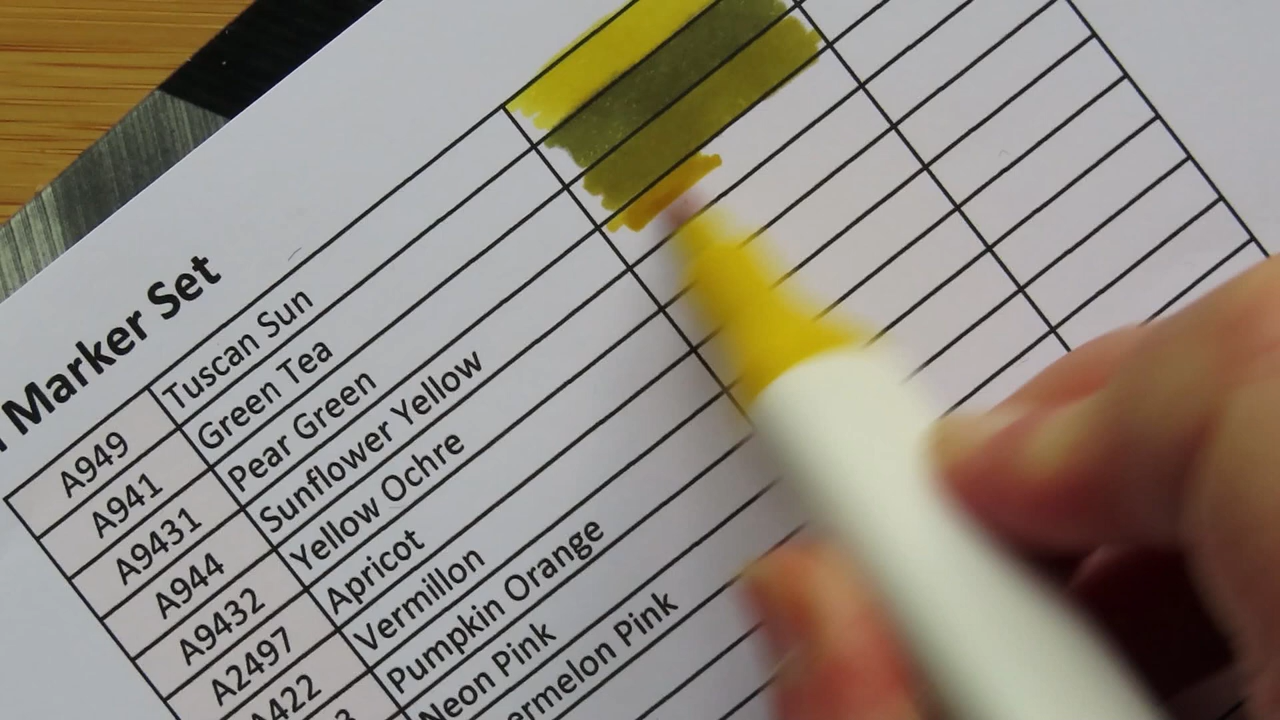 Marker Set
A949 Tuscan Sun
A941 Green Tea
A9431 Pear Green
A944 Sunflower Yellow
A9432 Yellow Ochre
A2497 Apricot
Vermillon
Pumpkin Orange
Neon Pink
Pink